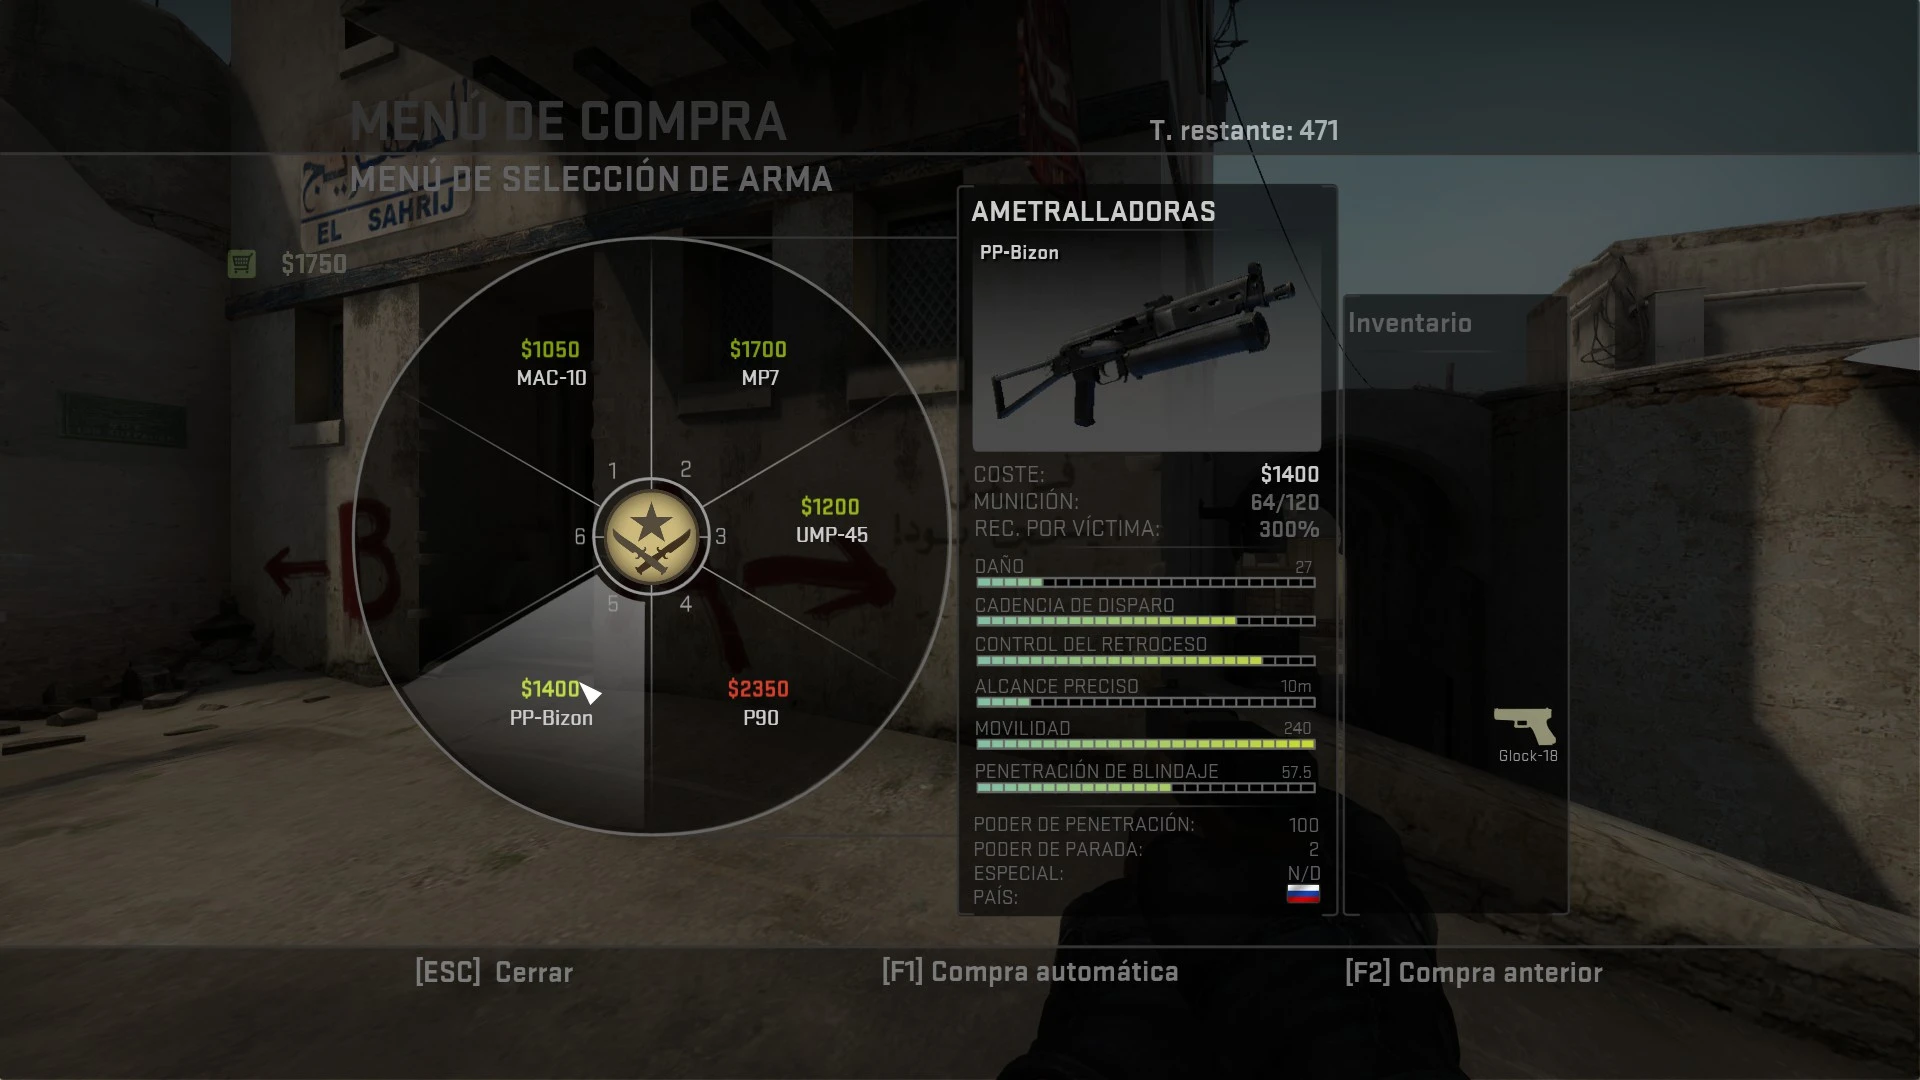 MENÚ DE COMPRA
T. restante: 471
MENÚ DE SELECCIÓN DE ARMA
EL SAHRIJ
$1750
$1050
MAC-10
$1700
MP7
1
2
$1200
UMP-45
6
3
5
4
$1400
PP-Bizon
$2350
P90
B
AMETRALLADORAS
PP-Bizon
COSTE: $1400
MUNICIÓN: 64/120
REC. POR VÍCTIMA: 300%
DAÑO 27
CADENCIA DE DISPARO
CONTROL DEL RETROCESO
ALCANCE PRECISO 10m
MOVILIDAD 240
PENETRACIÓN DE BLINDAJE 57.5
PODER DE PENETRACIÓN: 100
PODER DE PARADA: 2
ESPECIAL: N/D
PAÍS:
Inventario
Glock-18
[ESC] Cerrar
[F1] Compra automática
[F2] Compra anterior